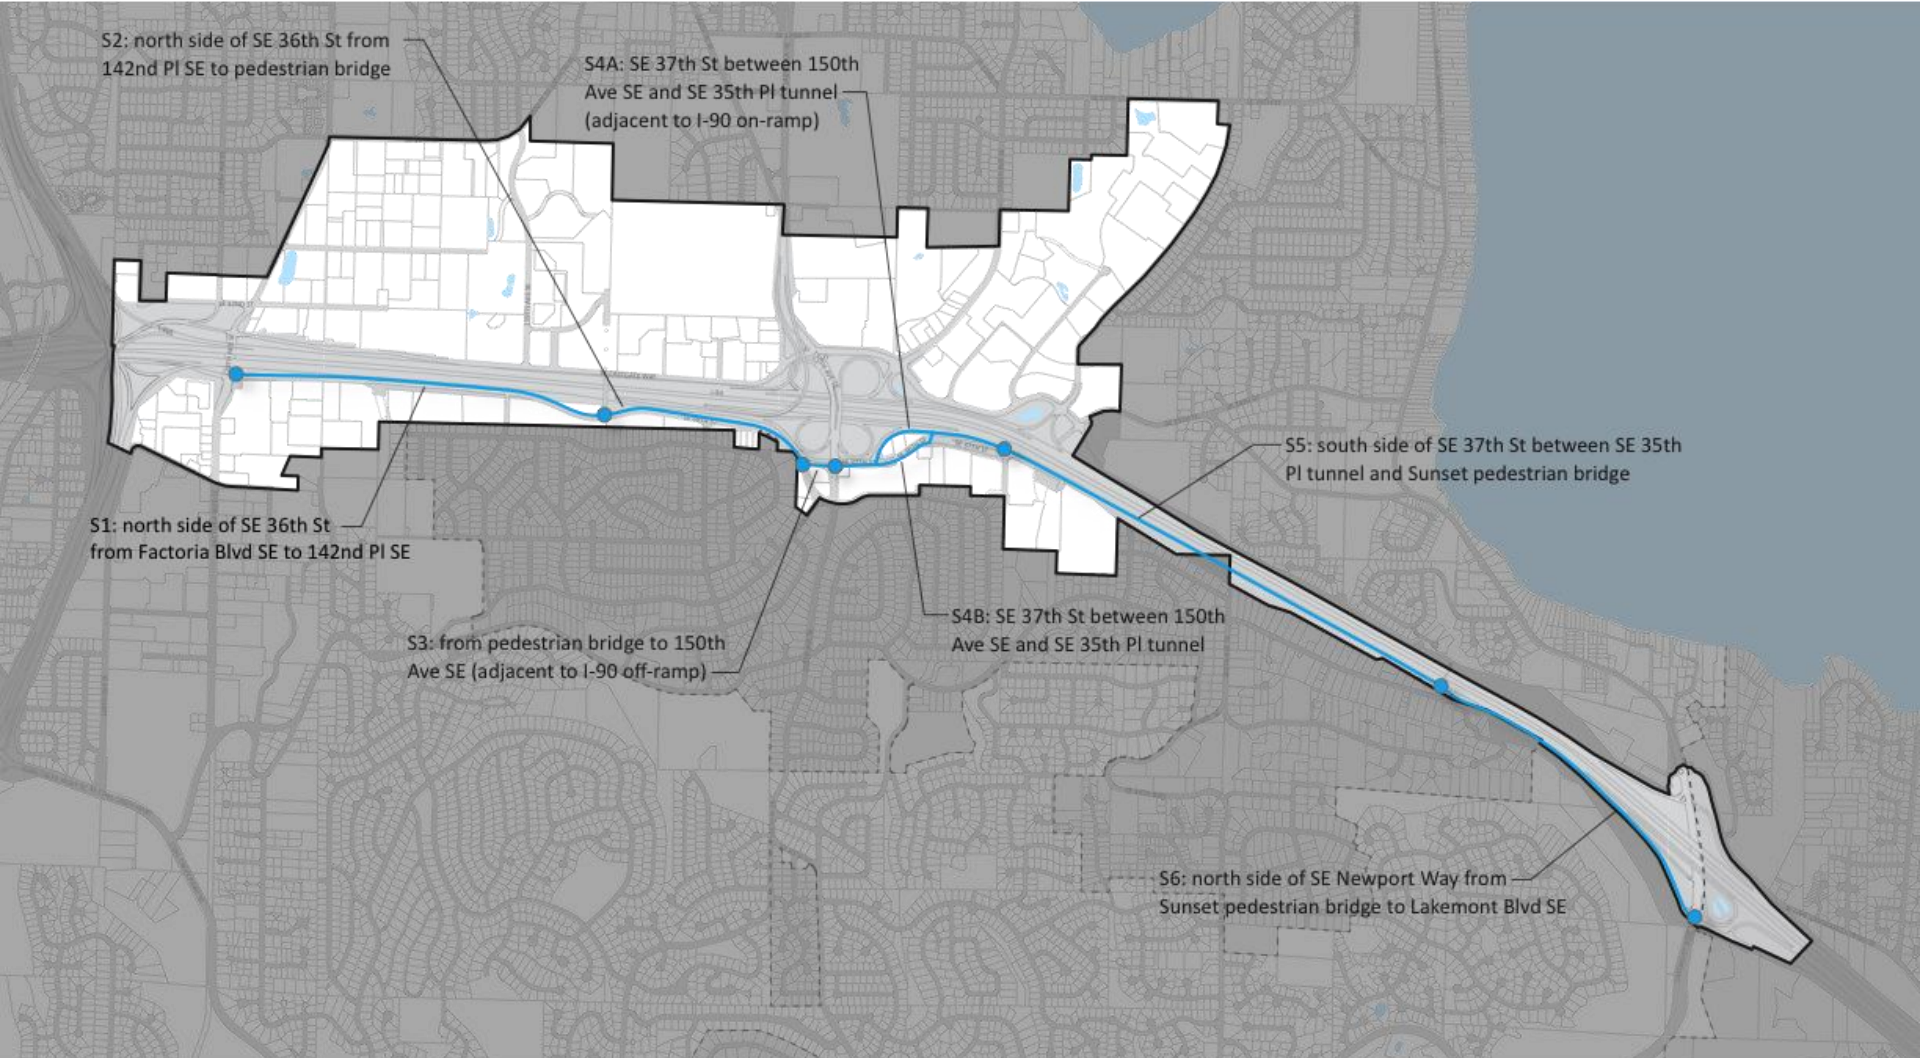 S2: north side of SE 36th St from
142nd Pl SE to pedestrian bridge
S4A: SE 37th St between 150th
Ave SE and SE 35th Pl tunnel
(adjacent to I-90 on-ramp)
S5: south side of SE 37th St between SE 35th
Pl tunnel and Sunset pedestrian bridge
S1: north side of SE 36th St
from Factoria Blvd SE to 142nd Pl SE
S4B: SE 37th St between 150th
Ave SE and SE 35th Pl tunnel
S3: from pedestrian bridge to 150th
Ave SE (adjacent to I-90 off-ramp)
S6: north side of SE Newport Way from
Sunset pedestrian bridge to Lakemont Blvd SE